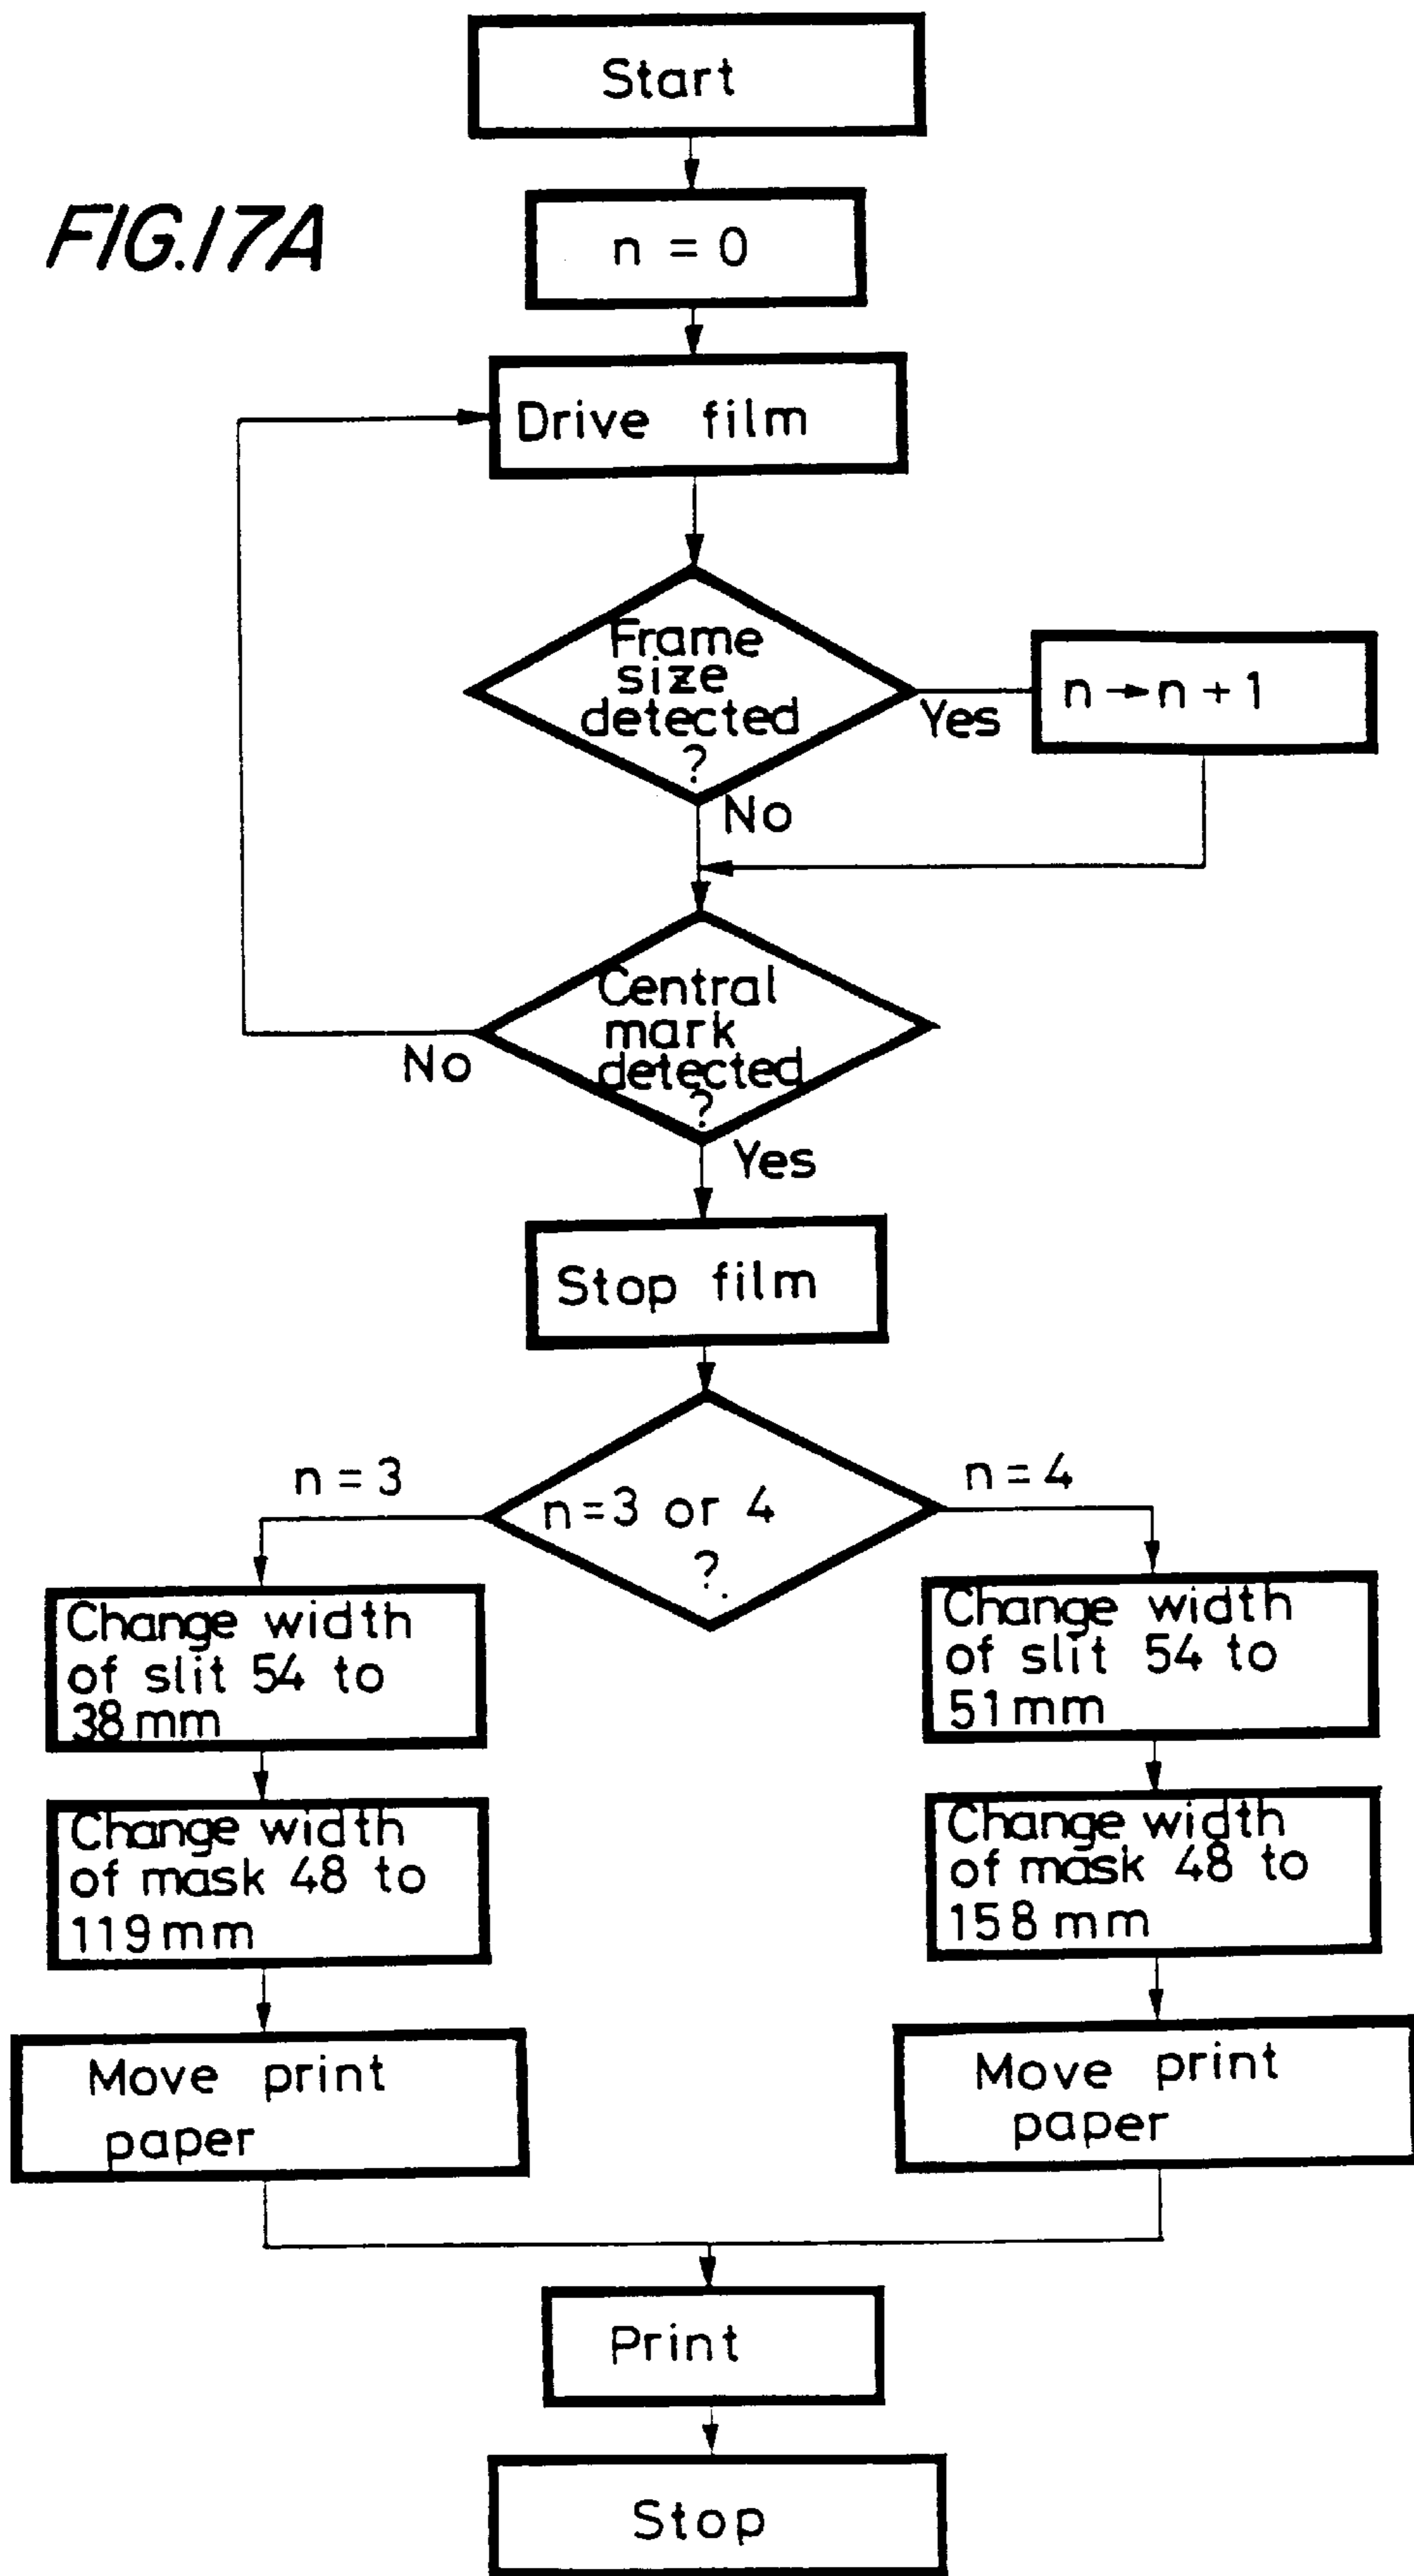 Start
FIG.17A
n = 0
Drive film
Frame
size
detected
?
Yes
n → n + 1
No
Central
mark
detected
?
No
Yes
Stop film
n = 3
n = 4
n = 3 or 4
?
Change width
of slit 54 to
38 mm
Change width
of slit 54 to
51 mm
Change width
of mask 48 to
119 mm
Change width
of mask 48 to
158 mm
Move print
paper
Move print
paper
Print
Stop